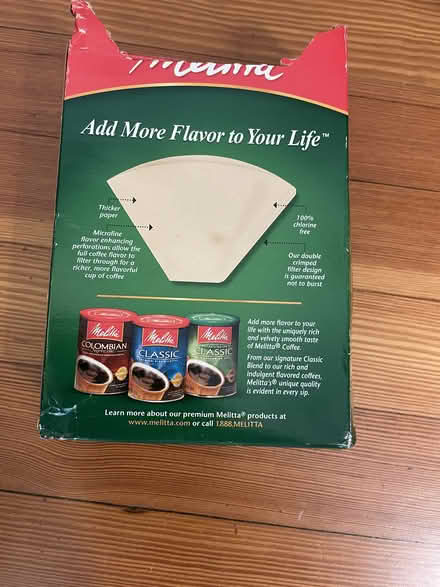 Melitta
Add More Flavor to Your Life™
Thicker
paper
Microfine
flavor enhancing
perforations allow the
full coffee flavor to
filter through for a
richer, more flavorful
cup of coffee
100%
chlorine
free
Our double
crimped
filter design
is guaranteed
not to burst
Melitta
COLOMBIAN
Melitta
CLASSIC
Melitta
CLASSIC
Add more flavor to your
life with the uniquely rich
and velvety smooth taste
of Melitta® Coffee.
From our signature Classic
Blend to our rich and
indulgent flavored coffees,
Melitta's® unique quality
is evident in every sip.
Learn more about our premium Melitta® products at
www.melitta.com or call 1.888.MELITTA